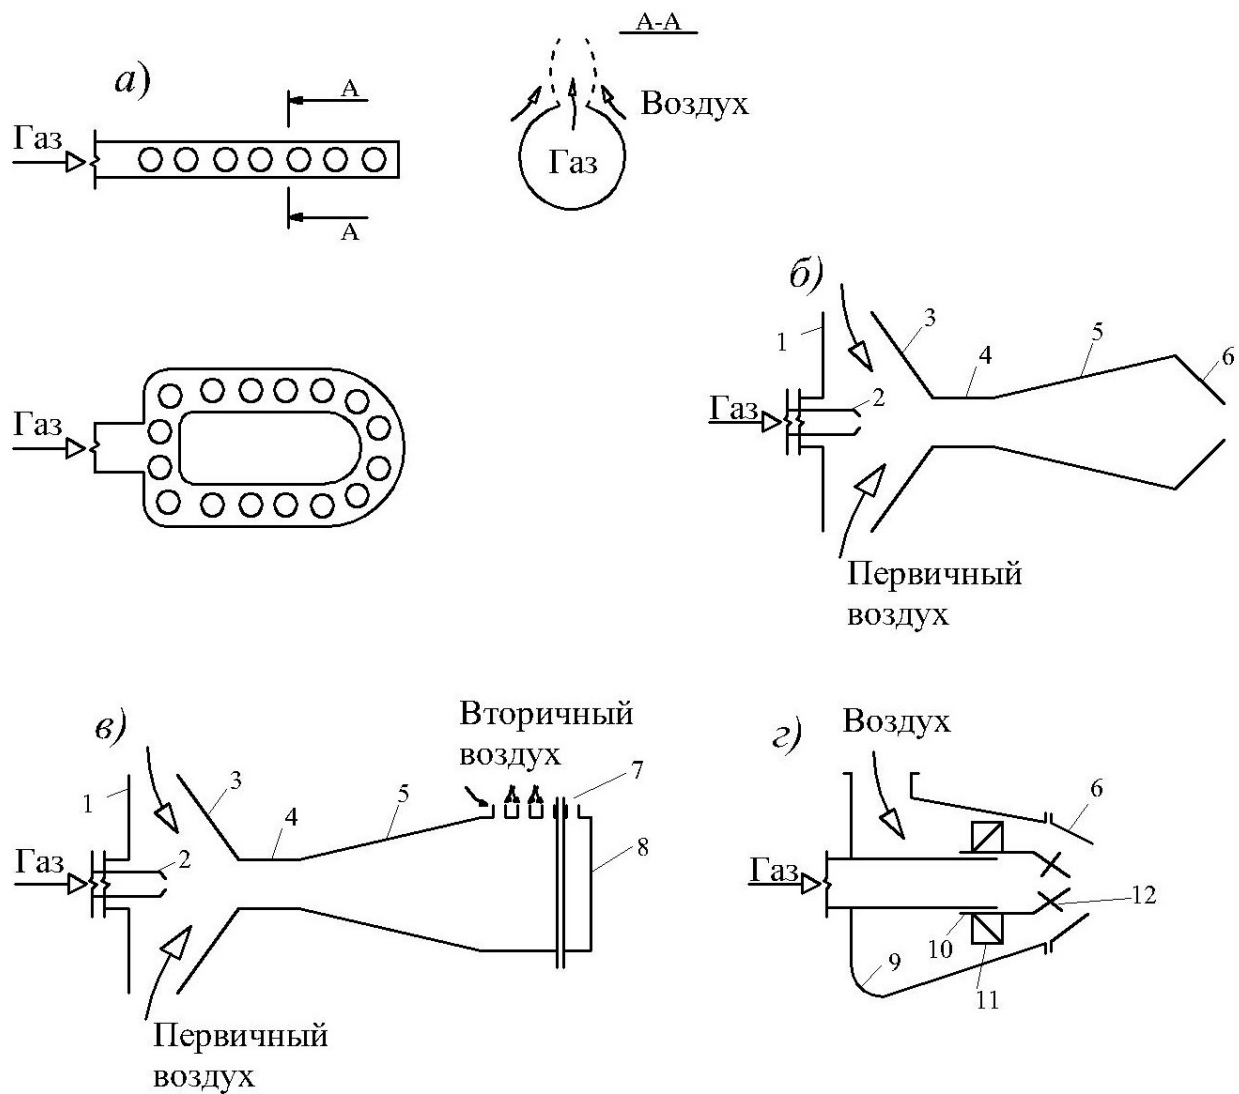 а)
А-А
А
Воздух
Газ
Газ
А
б)
3
1
4
5
6
Газ
2
Газ
Первичный
воздух
в)
Вторичный
воздух
7
г)
Воздух
1
3
4
5
6
8
2
Газ
Газ
12
10
9
11
Первичный
воздух